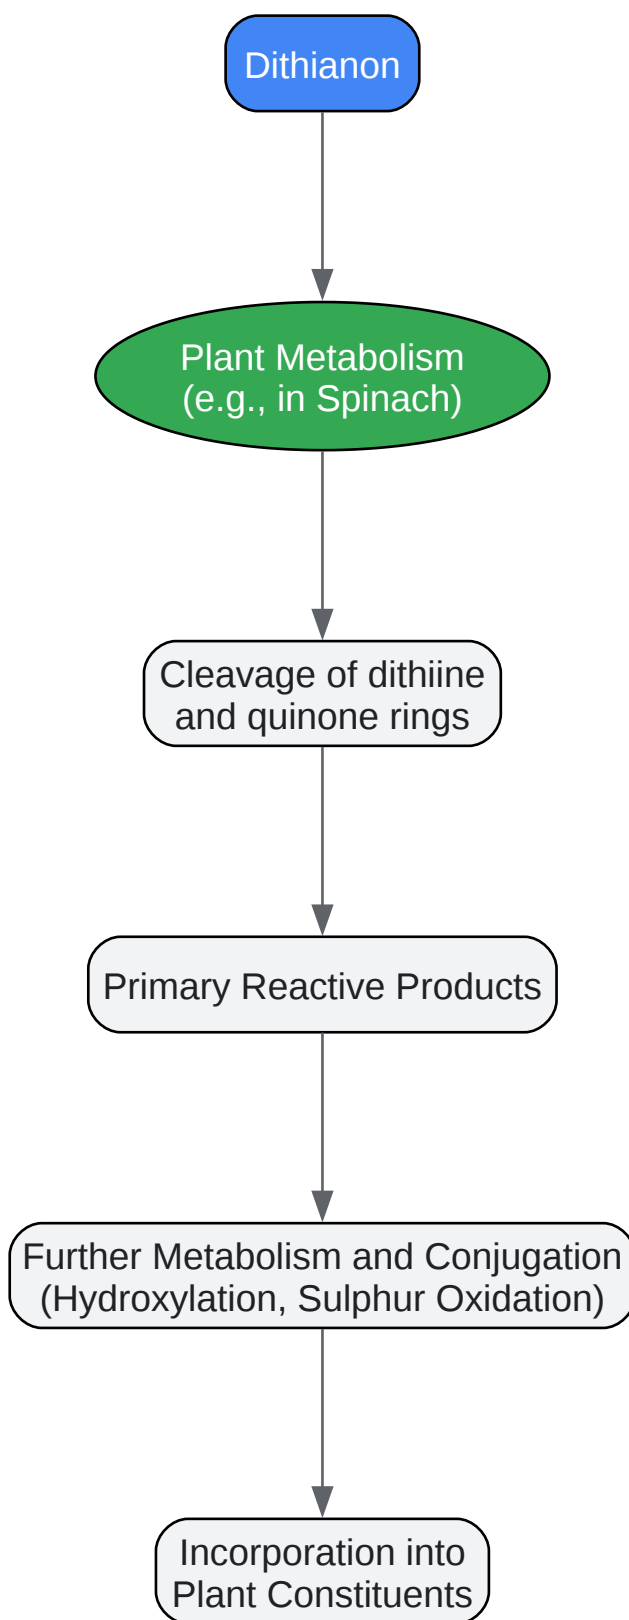 Dithianon
Plant Metabolism
(e.g., in Spinach)
Cleavage of dithiine
and quinone rings
Primary Reactive Products
Further Metabolism and Conjugation
(Hydroxylation, Sulphur Oxidation)
Incorporation into
Plant Constituents